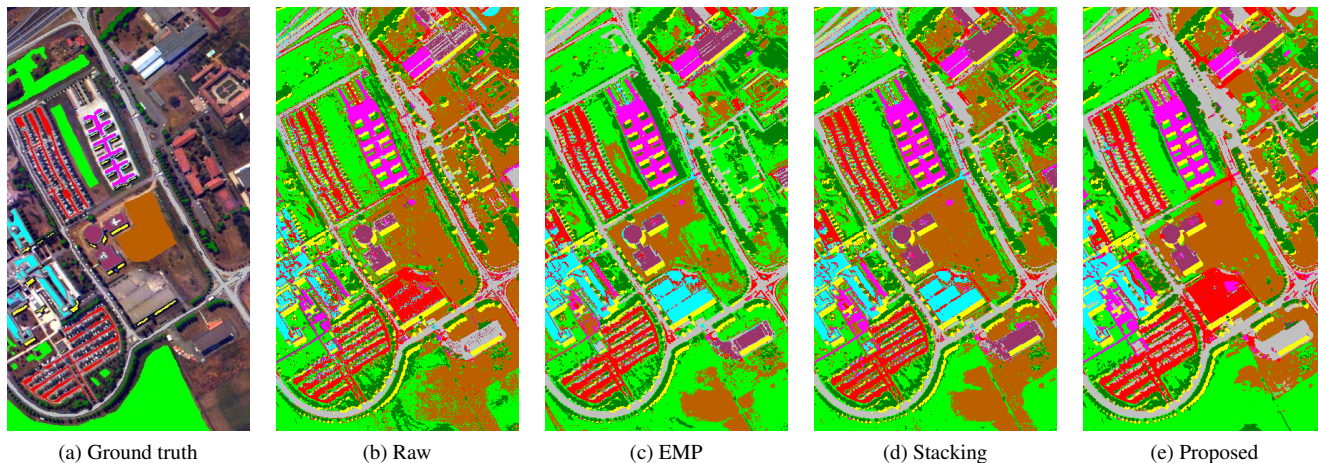 (a) Ground truth
(b) Raw
(c) EMP
(d) Stacking
(e) Proposed